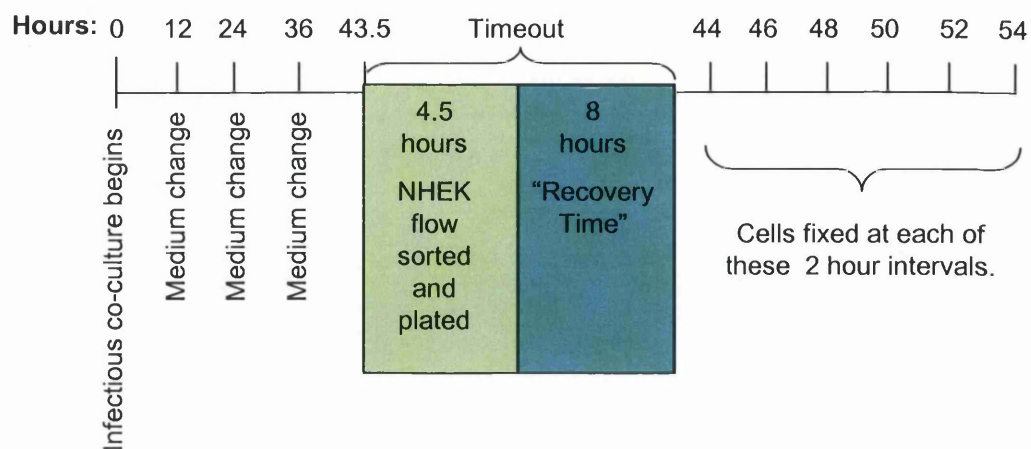 Hours: 0 12 24 36 43.5 Timeout 44 46 48 50 52 54
Infectious co-culture begins
Medium change
Medium change
Medium change
4.5
hours
NHEK
flow
sorted
and
plated
8
hours
“Recovery
Time”
Cells fixed at each of
these 2 hour intervals.